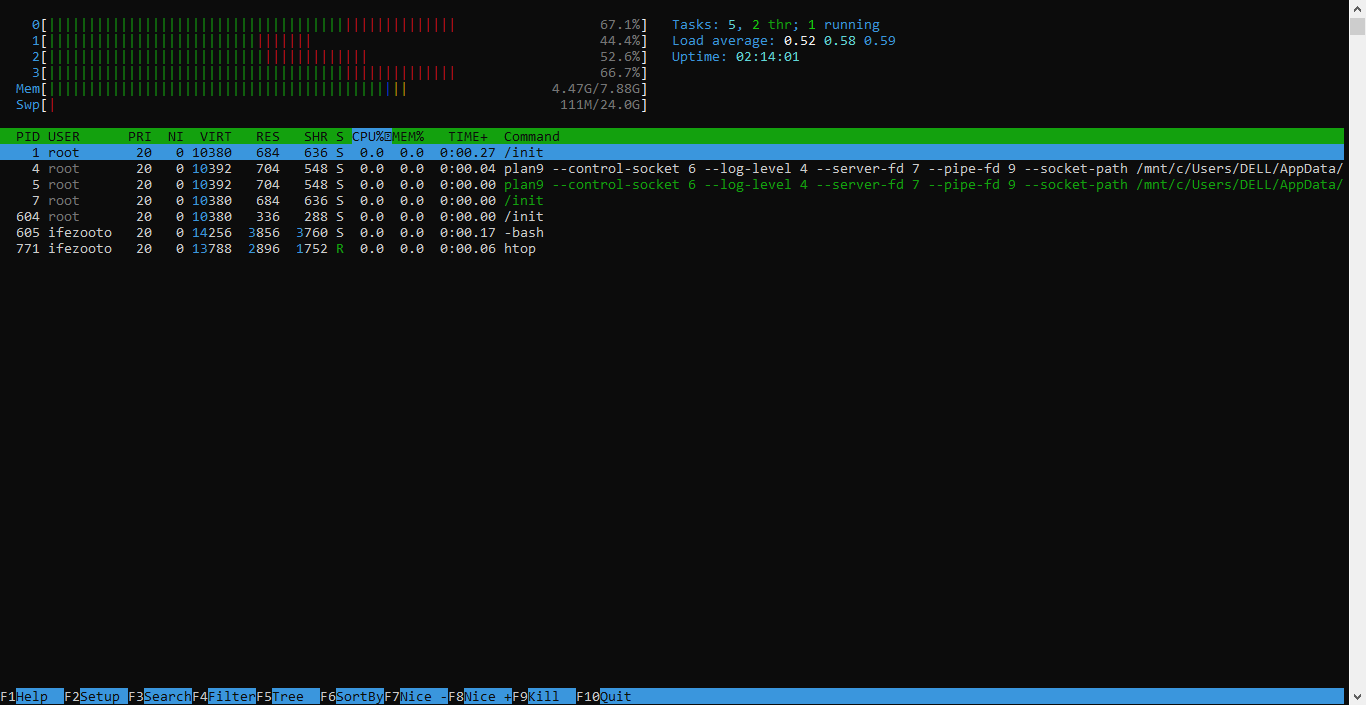 0[||||||||||||||||||||||||||||||||||||||||||||||||||| 67.1%] Tasks: 5, 2 thr; 1 running
1[||||||||||||||||||||||||||||||||| 44.4%] Load average: 0.52 0.58 0.59
2[|||||||||||||||||||||||||||||||||||||||| 52.6%] Uptime: 02:14:01
3[||||||||||||||||||||||||||||||||||||||||||||||||||| 66.7%]
Mem[||||||||||||||||||||||||||||||||||||||||||||| 4.47G/7.88G]
Swp[| 111M/24.0G]
PID USER PRI NI VIRT RES SHR S CPU% MEM% TIME+ Command
1 root 20 0 10380 684 636 S 0.0 0.0 0:00.27 /init
4 root 20 0 10392 704 548 S 0.0 0.0 0:00.04 plan9 --control-socket 6 --log-level 4 --server-fd 7 --pipe-fd 9 --socket-path /mnt/c/Users/DELL/AppData/
5 root 20 0 10392 704 548 S 0.0 0.0 0:00.00 plan9 --control-socket 6 --log-level 4 --server-fd 7 --pipe-fd 9 --socket-path /mnt/c/Users/DELL/AppData/
7 root 20 0 10380 684 636 S 0.0 0.0 0:00.00 /init
604 root 20 0 10380 336 288 S 0.0 0.0 0:00.00 /init
605 ifezooto 20 0 14256 3856 3760 S 0.0 0.0 0:00.17 -bash
771 ifezooto 20 0 13788 2896 1752 R 0.0 0.0 0:00.06 htop
F1Help F2Setup F3SearchF4FilterF5Tree F6SortByF7Nice -F8Nice +F9Kill F10Quit